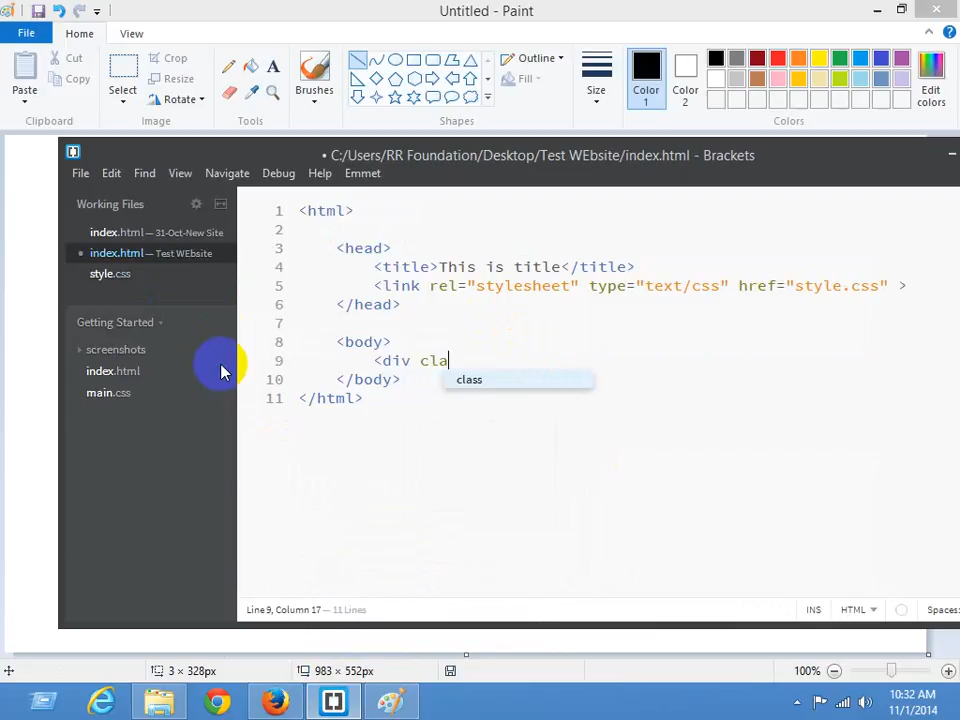 Untitled - Paint
File
Home
View
Paste
Cut
Copy
Clipboard
Select
Crop
Resize
Rotate
Image
A
Tools
Brushes
Outline
Fill
Shapes
Size
Color 1
Color 2
Edit colors
Colors
• C:/Users/RR Foundation/Desktop/Test WEbsite/index.html - Brackets
File Edit Find View Navigate Debug Help Emmet
Working Files
index.html — 31-Oct-New Site
index.html — Test WEbsite
style.css
Getting Started
screenshots
index.html
main.css
1 <html>
2
3 <head>
4 <title>This is title</title>
5 <link rel="stylesheet" type="text/css" href="style.css" >
6 </head>
7
8 <body>
9 <div cla
class
10 </body>
11 </html>
Line 9, Column 17 — 11 Lines
INS
HTML
Spaces:
3 × 328px
983 × 552px
100%
10:32 AM
11/1/2014